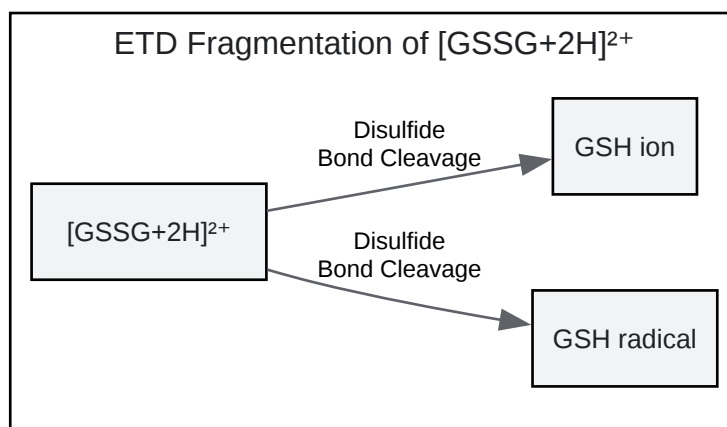 ETD Fragmentation of [GSSG+2H]²⁺
Disulfide
Bond Cleavage
GSH ion
[GSSG+2H]²⁺
Disulfide
Bond Cleavage
GSH radical